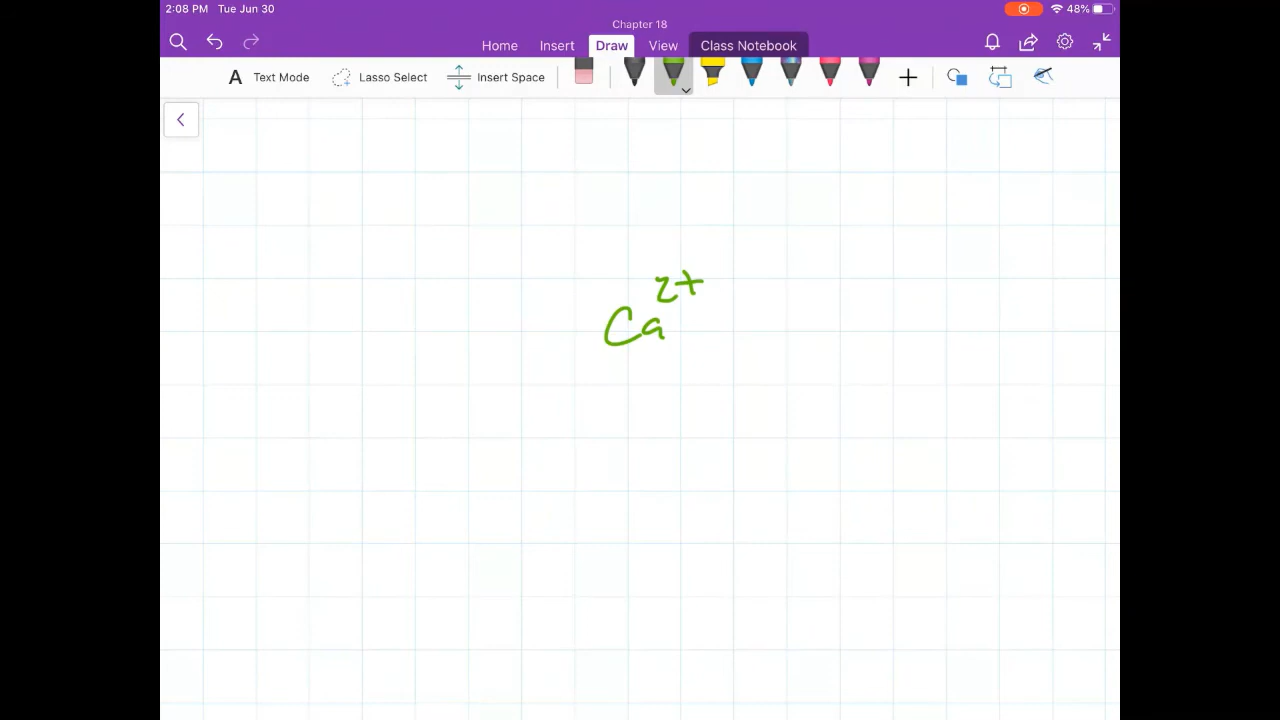 2:08 PM Tue Jun 30 48%
Chapter 18
Home Insert Draw View Class Notebook
A Text Mode Lasso Select Insert Space
Ca²⁺